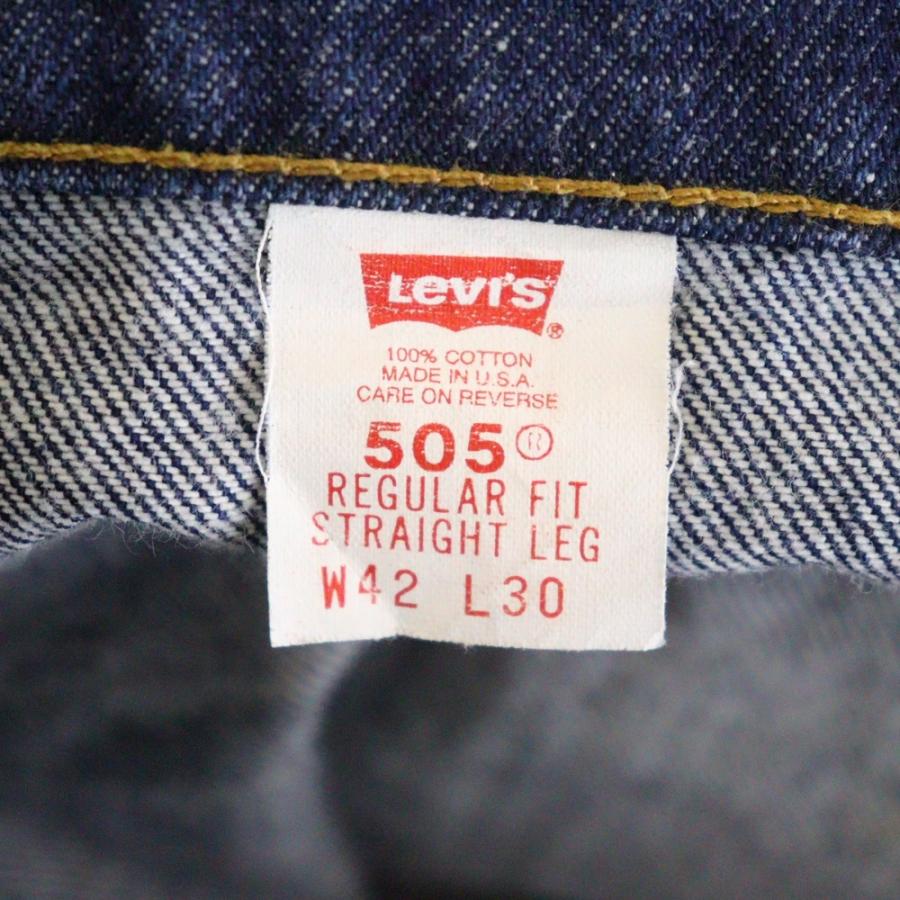 Levi's®
100% COTTON
MADE IN U.S.A.
CARE ON REVERSE
505®
REGULAR FIT
STRAIGHT LEG
W42 L30